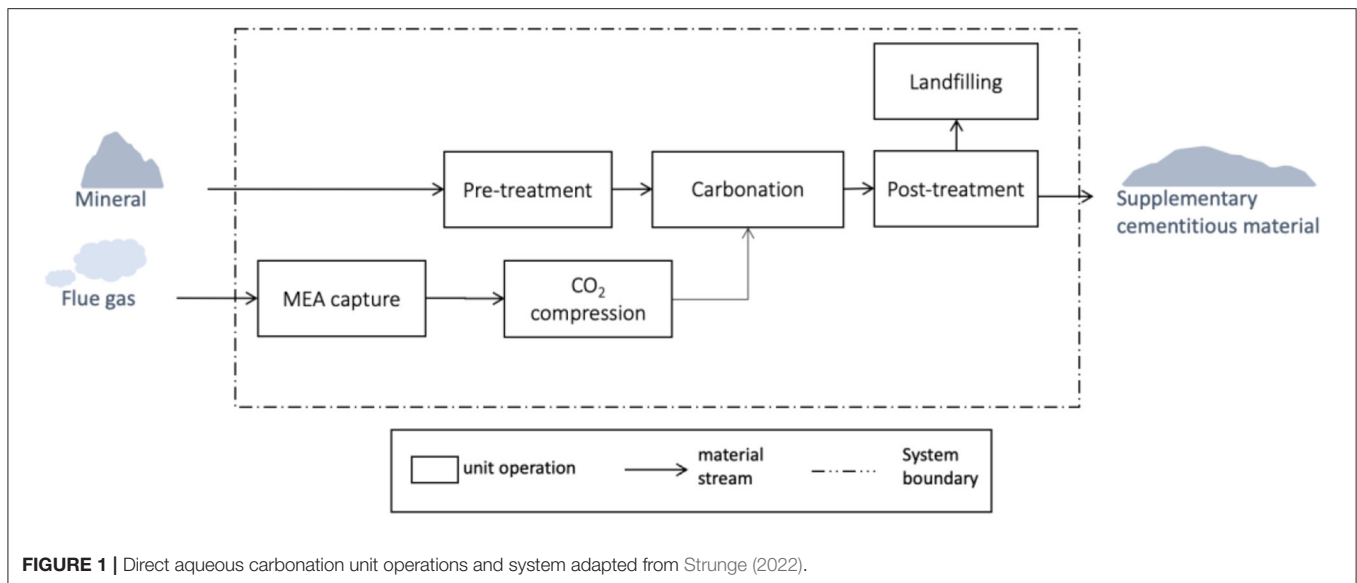 Landfilling
Mineral
Pre-treatment
Carbonation
Post-treatment
Supplementary
cementitious material
Flue gas
MEA capture
CO₂
compression
unit operation
material
stream
System
boundary
FIGURE 1 | Direct aqueous carbonation unit operations and system adapted from Strunge (2022).